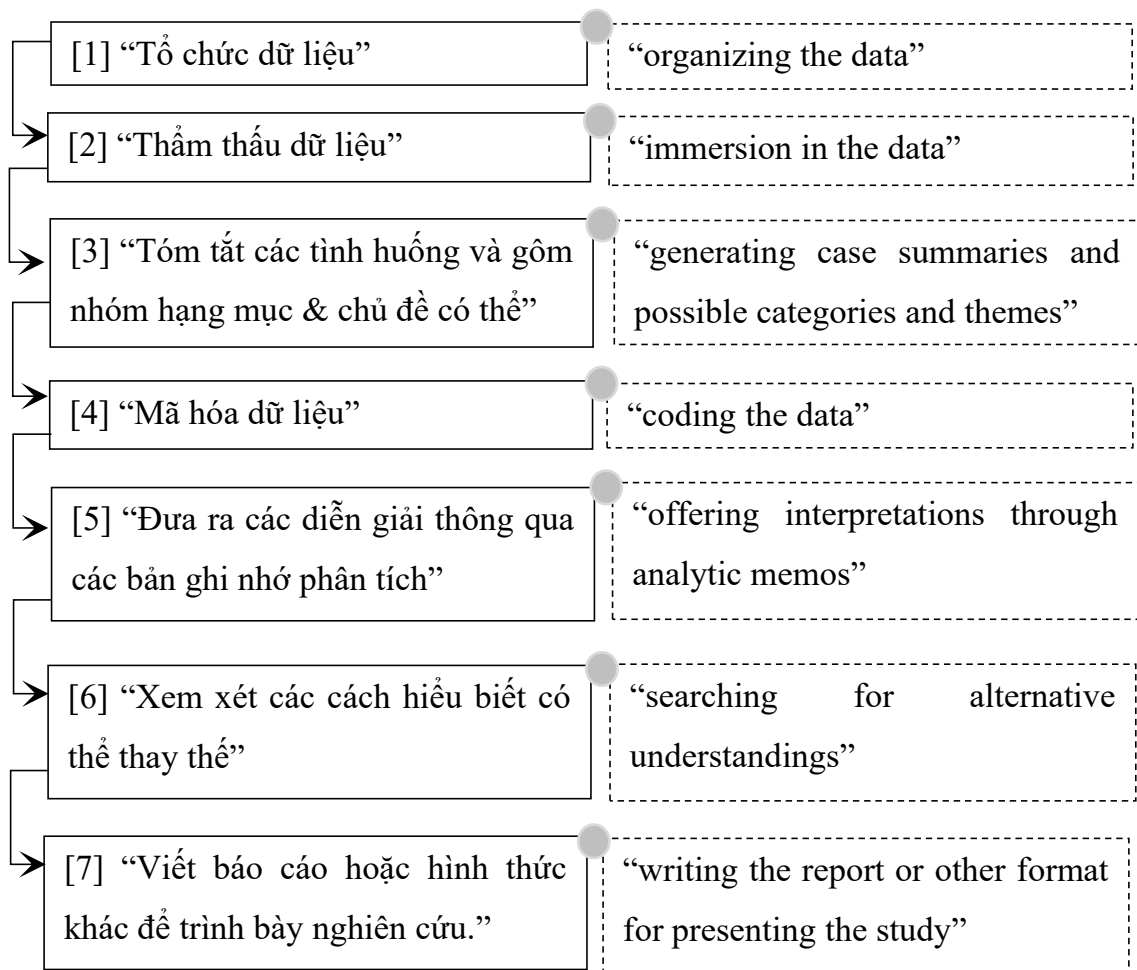 [1] “Tổ chức dữ liệu”
“organizing the data”
[2] “Thẩm thấu dữ liệu”
“immersion in the data”
[3] “Tóm tắt các tình huống và gôm
nhóm hạng mục & chủ đề có thể”
“generating case summaries and
possible categories and themes”
[4] “Mã hóa dữ liệu”
“coding the data”
[5] “Đưa ra các diễn giải thông qua
các bản ghi nhớ phân tích”
“offering interpretations through
analytic memos”
[6] “Xem xét các cách hiểu biết có
thể thay thế”
“searching for alternative
understandings”
[7] “Viết báo cáo hoặc hình thức
khác để trình bày nghiên cứu.”
“writing the report or other format
for presenting the study”